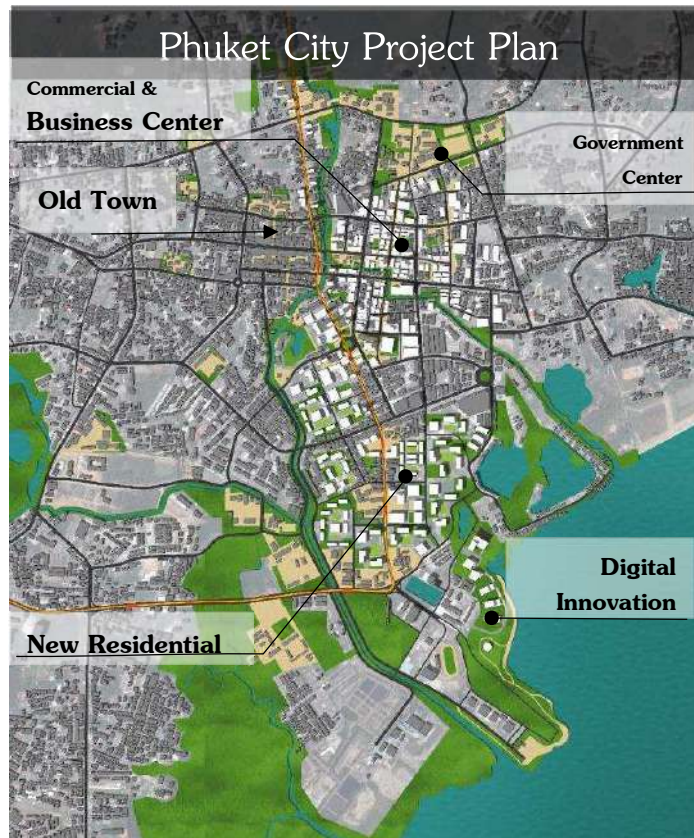 Phuket City Project Plan
Commercial &
Business Center
Government
Center
Old Town
Digital
Innovation
New Residential